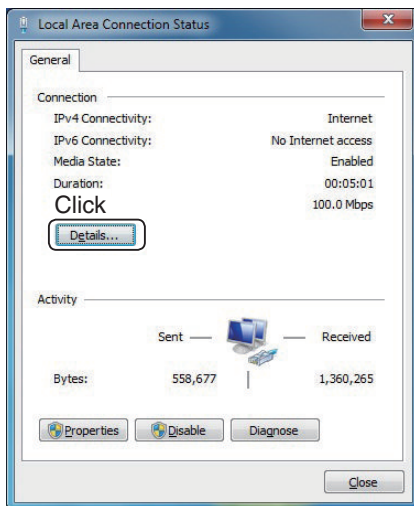 Local Area Connection Status
General
Connection
IPv4 Connectivity: Internet
IPv6 Connectivity: No Internet access
Media State: Enabled
Duration: 00:05:01
Click 100.0 Mbps
Details...
Activity
Sent Received
Bytes: 558,677 1,360,265
Properties Disable Diagnose
Close